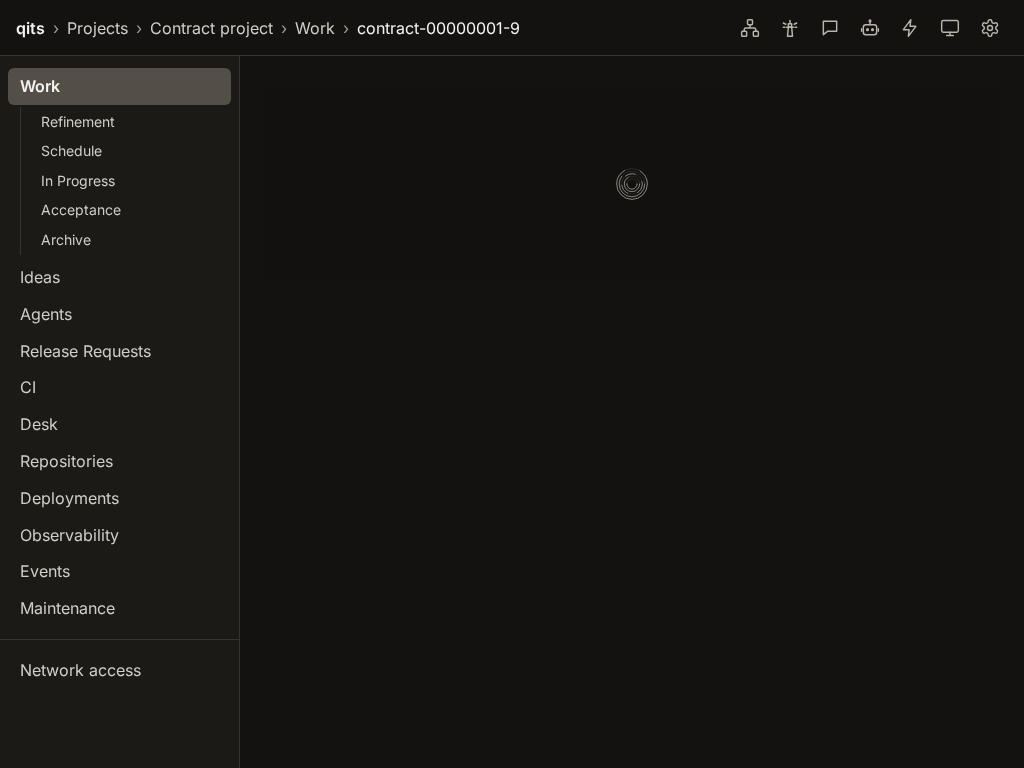 qits › Projects › Contract project › Work › contract-00000001-9
Work
Refinement
Schedule
In Progress
Acceptance
Archive
Ideas
Agents
Release Requests
CI
Desk
Repositories
Deployments
Observability
Events
Maintenance
Network access